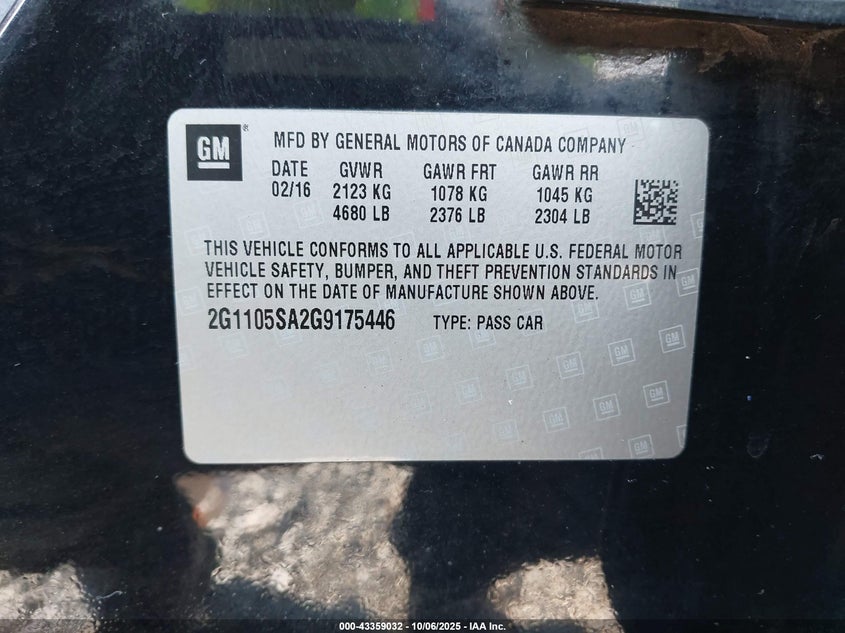 GM ® MFD BY GENERAL MOTORS OF CANADA COMPANY
DATE GVWR GAWR FRT GAWR RR
02/16 2123 KG 1078 KG 1045 KG
4680 LB 2376 LB 2304 LB
THIS VEHICLE CONFORMS TO ALL APPLICABLE U.S. FEDERAL MOTOR
VEHICLE SAFETY, BUMPER, AND THEFT PREVENTION STANDARDS IN
EFFECT ON THE DATE OF MANUFACTURE SHOWN ABOVE.
2G1105SA2G9175446 TYPE: PASS CAR
000-43359032 - 10/06/2025 - IAA Inc.